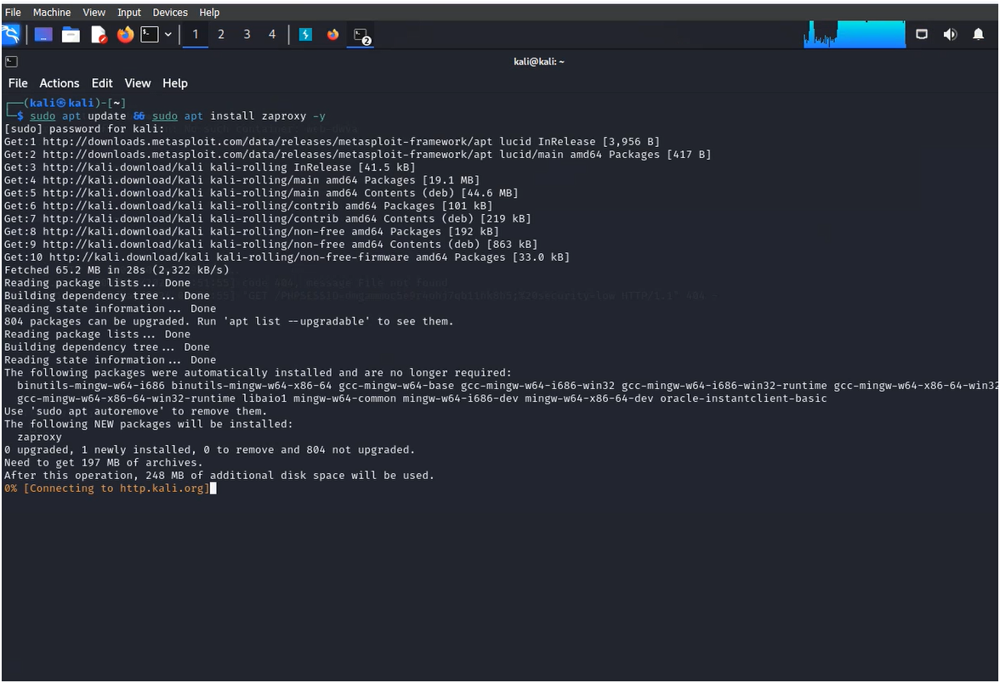 File Machine View Input Devices Help
1 2 3 4 2
kali@kali: ~
File Actions Edit View Help
┌──(kali㉿kali)-[~]
└─$ sudo apt update && sudo apt install zaproxy -y
[sudo] password for kali:
Get:1 http://downloads.metasploit.com/data/releases/metasploit-framework/apt lucid InRelease [3,956 B]
Get:2 http://downloads.metasploit.com/data/releases/metasploit-framework/apt lucid/main amd64 Packages [417 B]
Get:3 http://kali.download/kali kali-rolling InRelease [41.5 kB]
Get:4 http://kali.download/kali kali-rolling/main amd64 Packages [19.1 MB]
Get:5 http://kali.download/kali kali-rolling/main amd64 Contents (deb) [44.6 MB]
Get:6 http://kali.download/kali kali-rolling/contrib amd64 Packages [101 kB]
Get:7 http://kali.download/kali kali-rolling/contrib amd64 Contents (deb) [219 kB]
Get:8 http://kali.download/kali kali-rolling/non-free amd64 Packages [192 kB]
Get:9 http://kali.download/kali kali-rolling/non-free amd64 Contents (deb) [863 kB]
Get:10 http://kali.download/kali kali-rolling/non-free-firmware amd64 Packages [33.0 kB]
Fetched 65.2 MB in 28s (2,322 kB/s)
Reading package lists... Done
Building dependency tree... Done
Reading state information... Done
804 packages can be upgraded. Run 'apt list --upgradable' to see them.
Reading package lists... Done
Building dependency tree... Done
Reading state information... Done
The following packages were automatically installed and are no longer required:
binutils-mingw-w64-i686 binutils-mingw-w64-x86-64 gcc-mingw-w64-base gcc-mingw-w64-i686-win32 gcc-mingw-w64-i686-win32-runtime gcc-mingw-w64-x86-64-win32
gcc-mingw-w64-x86-64-win32-runtime libaio1 mingw-w64-common mingw-w64-i686-dev mingw-w64-x86-64-dev oracle-instantclient-basic
Use 'sudo apt autoremove' to remove them.
The following NEW packages will be installed:
zaproxy
0 upgraded, 1 newly installed, 0 to remove and 804 not upgraded.
Need to get 197 MB of archives.
After this operation, 248 MB of additional disk space will be used.
0% [Connecting to http.kali.org]